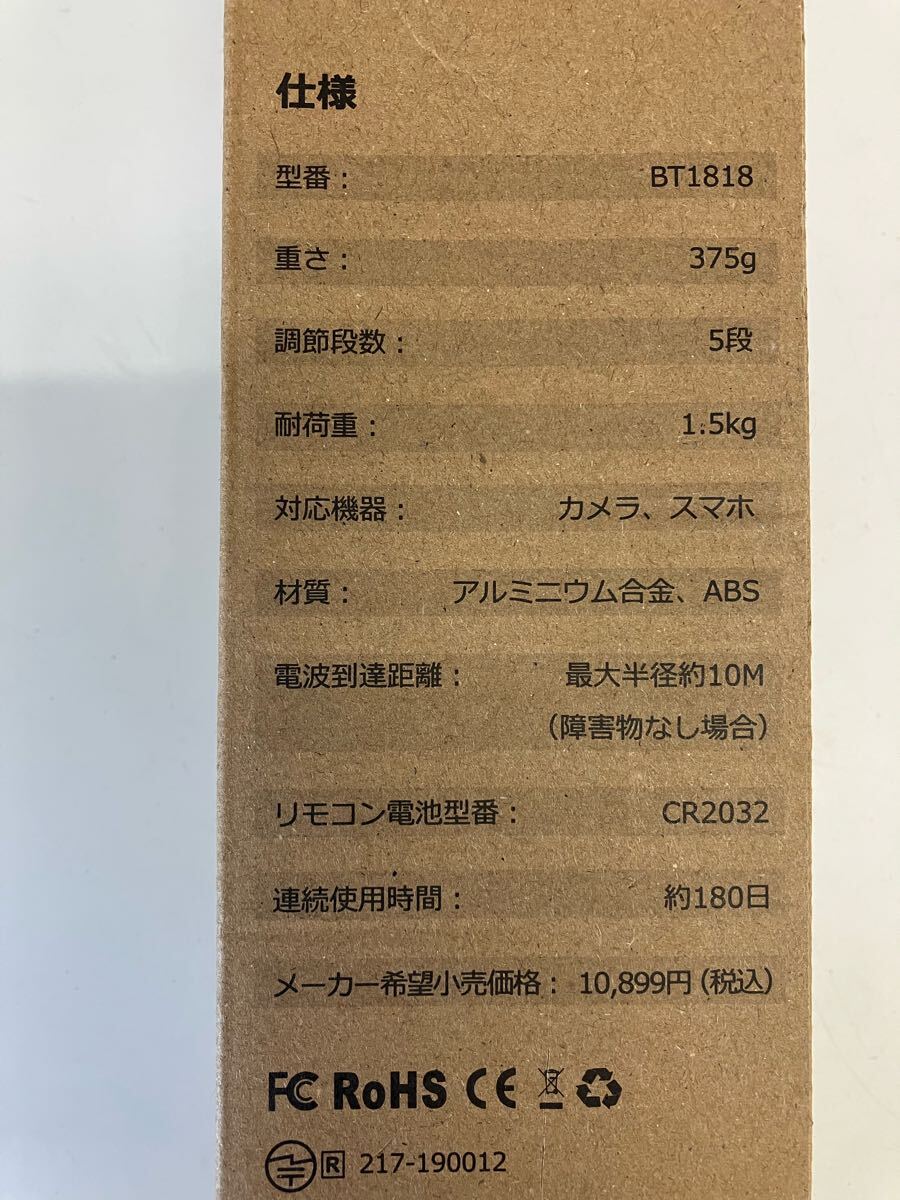 仕様
型番： BT1818
重さ： 375g
調節段数： 5段
耐荷重： 1.5kg
対応機器： カメラ、スマホ
材質： アルミニウム合金、ABS
電波到達距離： 最大半径約10M
（障害物なし場合）
リモコン電池型番： CR2032
連続使用時間： 約180日
メーカー希望小売価格： 10,899円（税込）
FC RoHS CE
R 217-190012